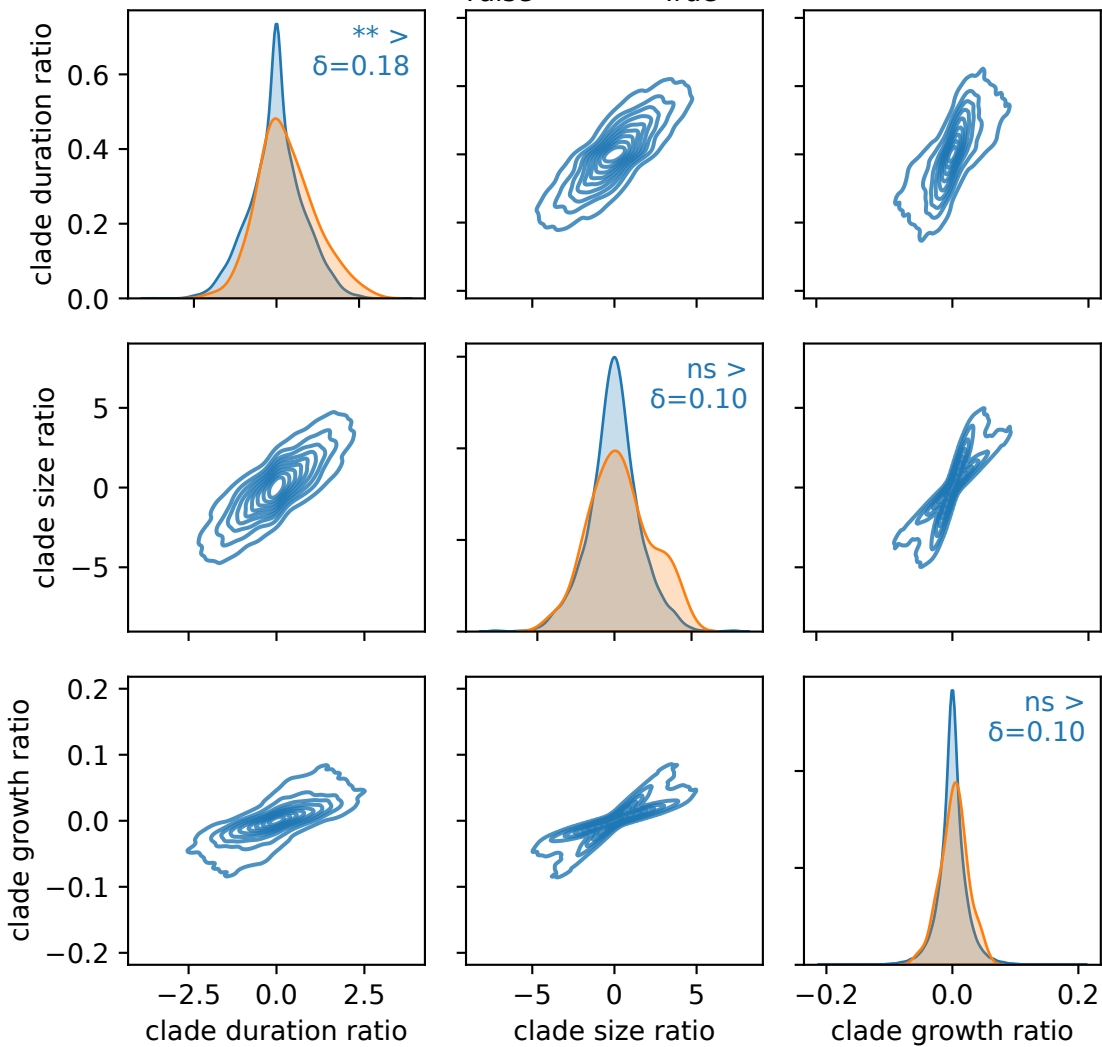 clade duration ratio
0.6
0.4
0.2
0.0
** >
δ=0.18
clade size ratio
5
0
−5
ns >
δ=0.10
clade growth ratio
0.2
0.1
0.0
−0.1
−0.2
ns >
δ=0.10
−2.5 0.0 2.5
−5 0 5
−0.2 0.0 0.2
clade duration ratio
clade size ratio
clade growth ratio